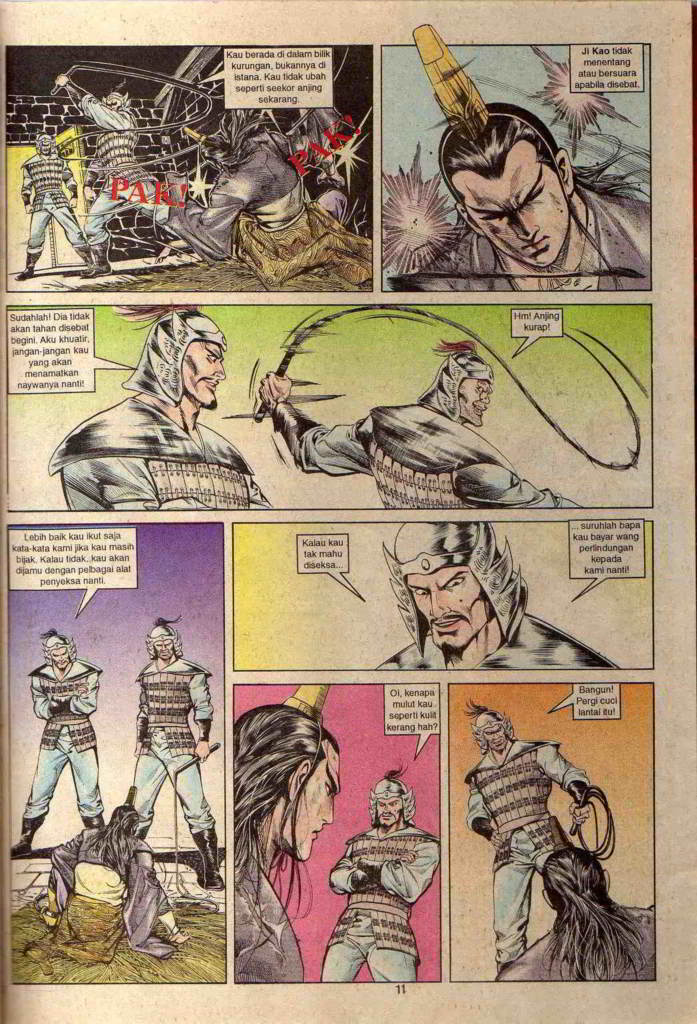 Kau berada di dalam bilik
kurungan, bukannya di
istana. Kau tidak ubah
seperti seekor anjing
sekarang.
PAK!
PAK!
Ji Kao tidak
menentang
atau bersuara
apabila disebat.
Sudahlah! Dia tidak
akan tahan disebat
begini. Aku khuatir,
jangan-jangan kau
yang akan
menamatkan
naywanya nanti!
Hm! Anjing
kurap!
Lebih baik kau ikut saja
kata-kata kami jika kau masih
bijak. Kalau tidak, kau akan
dijamu dengan pelbagai alat
penyeksa nanti.
Kalau kau
tak mahu
diseksa...
... suruhlah bapa
kau bayar wang
perlindungan
kepada
kami nanti!
Oi, kenapa
mulut kau
seperti kulit
kerang hah?
Bangun!
Pergi cuci
lantai itu!
11